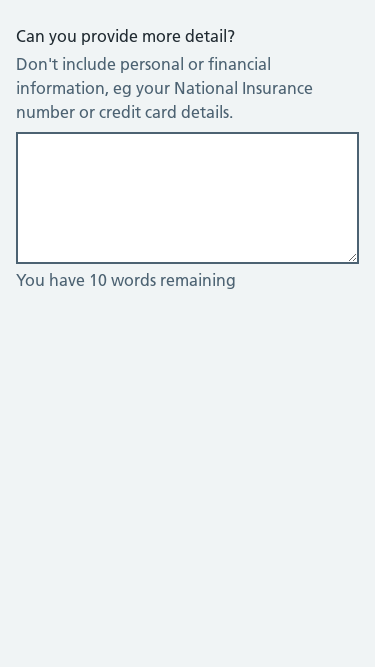 Can you provide more detail?
Don't include personal or financial
information, eg your National Insurance
number or credit card details.
You have 10 words remaining